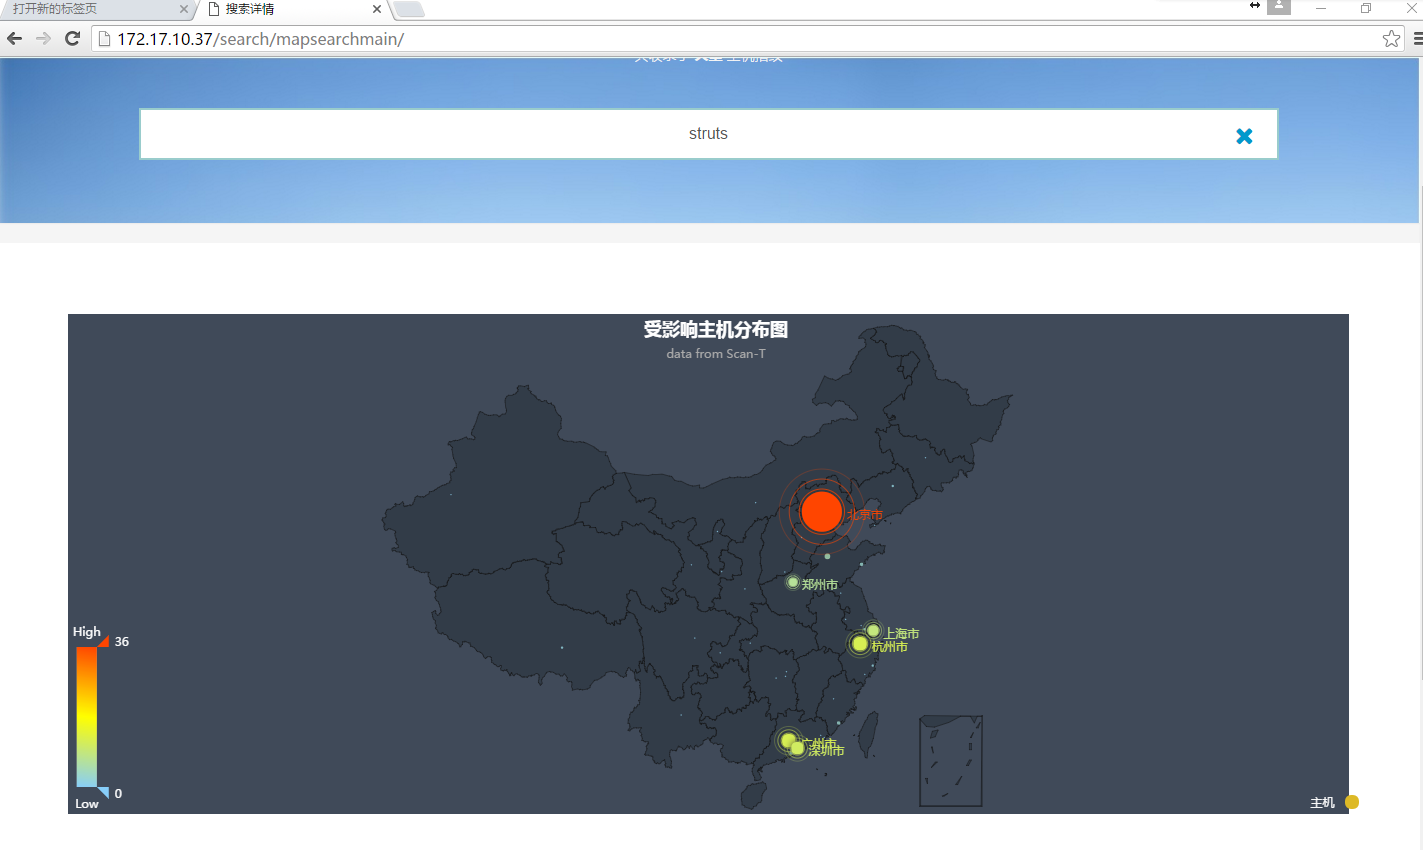 打开新的标签页
搜索详情
172.17.10.37/search/mapsearchmain/
struts
受影响主机分布图
data from Scan-T
北京市
郑州市
上海市
杭州市
广州市
深圳市
High
36
0
Low
主机